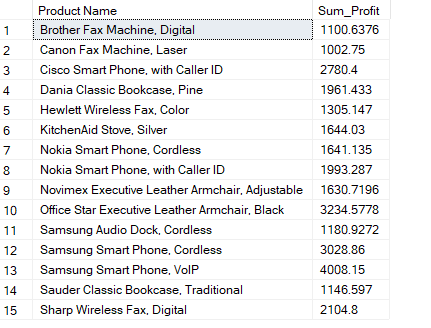 Product Name Sum_Profit
1 Brother Fax Machine, Digital 1100.6376
2 Canon Fax Machine, Laser 1002.75
3 Cisco Smart Phone, with Caller ID 2780.4
4 Dania Classic Bookcase, Pine 1961.433
5 Hewlett Wireless Fax, Color 1305.147
6 KitchenAid Stove, Silver 1644.03
7 Nokia Smart Phone, Cordless 1641.135
8 Nokia Smart Phone, with Caller ID 1993.287
9 Novimex Executive Leather Armchair, Adjustable 1630.7196
10 Office Star Executive Leather Armchair, Black 3234.5778
11 Samsung Audio Dock, Cordless 1180.9272
12 Samsung Smart Phone, Cordless 3028.86
13 Samsung Smart Phone, VoIP 4008.15
14 Sauder Classic Bookcase, Traditional 1146.597
15 Sharp Wireless Fax, Digital 2104.8